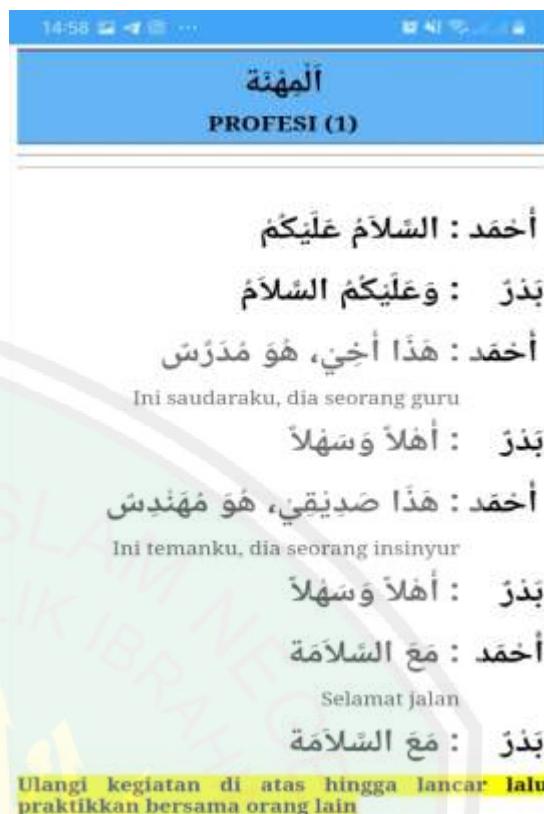 14:58
اَلْمِهْنَة
PROFESI (1)
أَحْمَد : السَّلاَمُ عَلَيْكُمْ
بَدْرٌ : وَعَلَيْكُمُ السَّلاَمُ
أَحْمَد : هَذَا أَخِيْ، هُوَ مُدَرِّسٌ
Ini saudaraku, dia seorang guru
بَدْرٌ : أَهْلاً وَسَهْلاً
أَحْمَد : هَذَا صَدِيْقِيْ، هُوَ مُهَنْدِسٌ
Ini temanku, dia seorang insinyur
بَدْرٌ : أَهْلاً وَسَهْلاً
أَحْمَد : مَعَ السَّلاَمَة
Selamat jalan
بَدْرٌ : مَعَ السَّلاَمَة
Ulangi kegiatan di atas hingga lancar lalu
praktikkan bersama orang lain